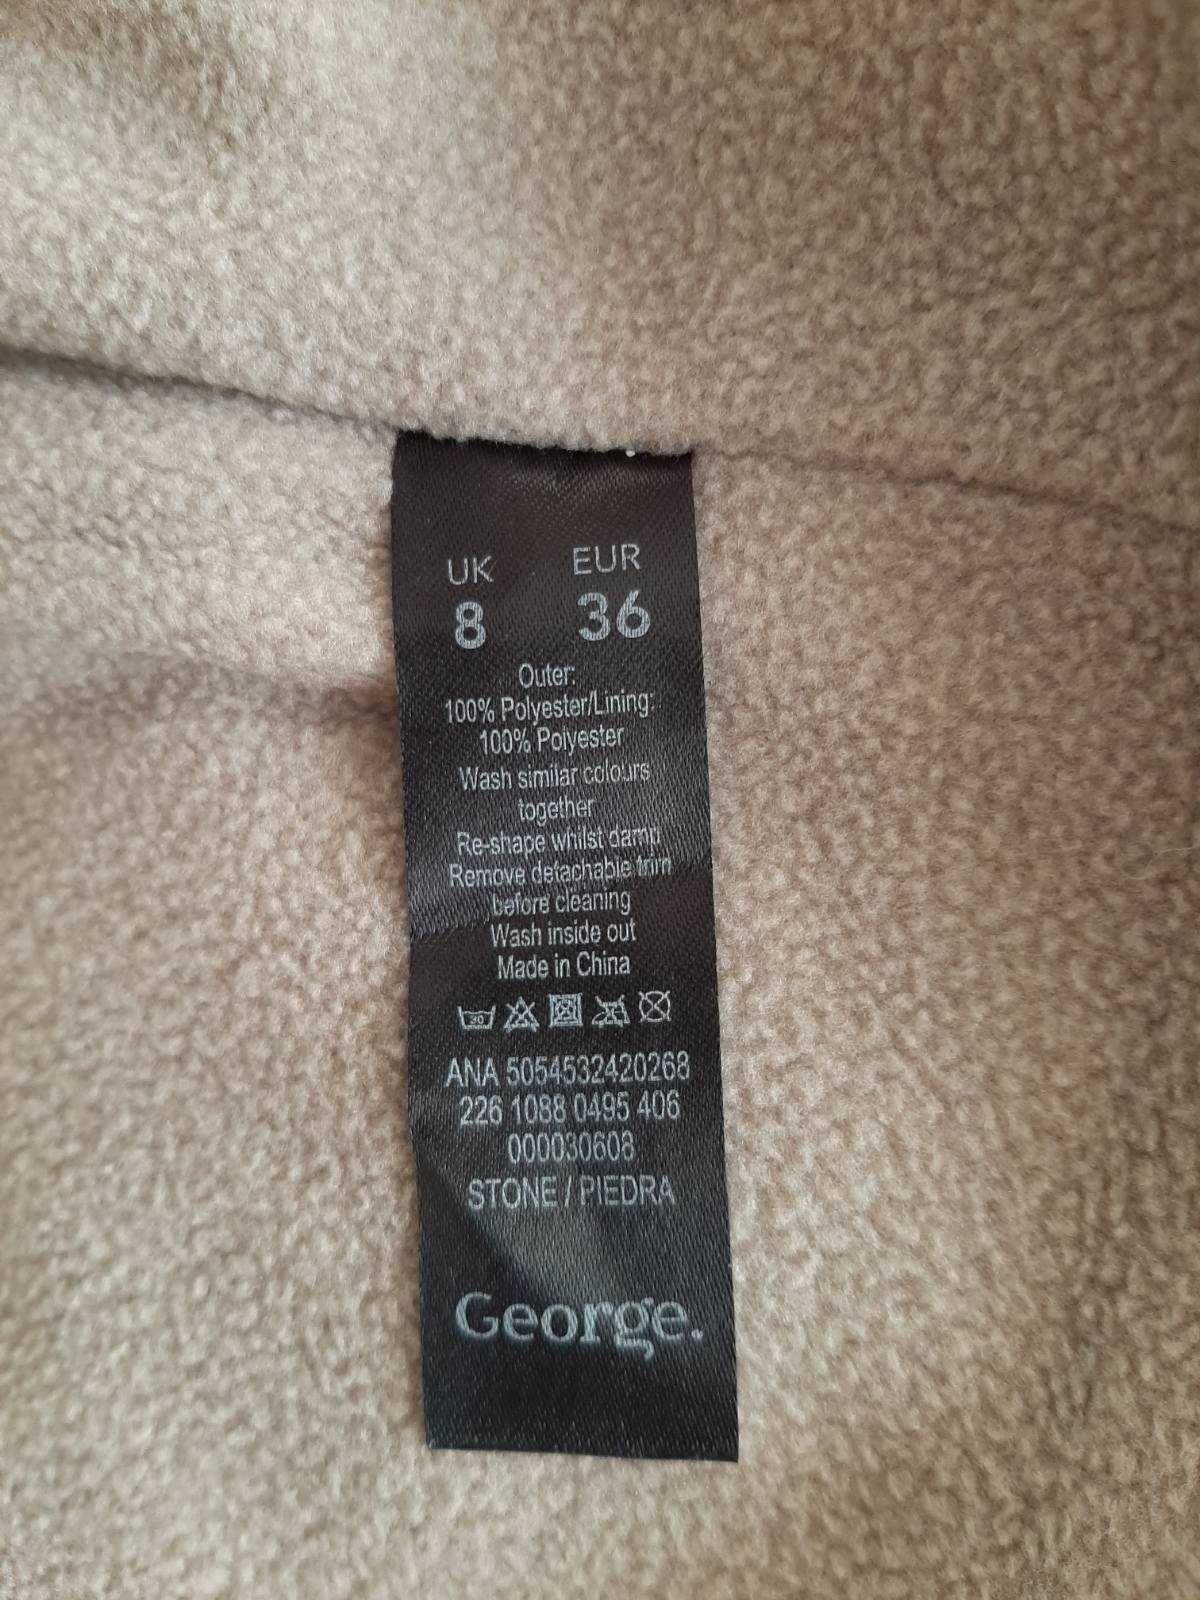 UK EUR
8 36
Outer:
100% Polyester/Lining:
100% Polyester
Wash similar colours
together
Re-shape whilst damp
Remove detachable trim
before cleaning
Wash inside out
Made in China
30
ANA 5054532420268
226 1088 0495 406
000030608
STONE / PIEDRA
George.